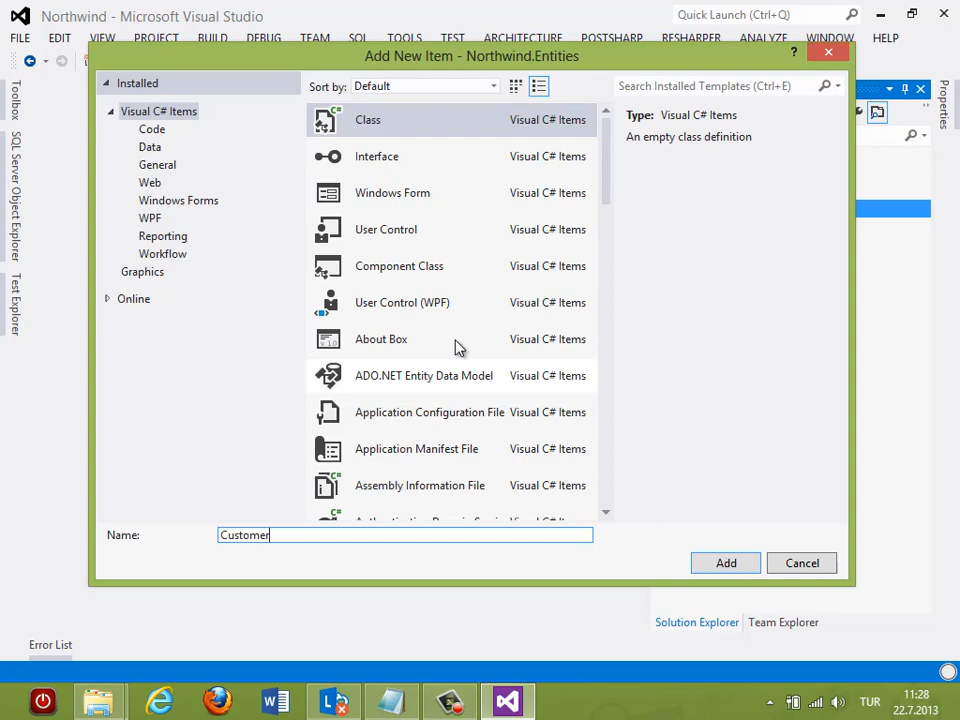 Northwind - Microsoft Visual Studio
Quick Launch (Ctrl+Q)
FILE EDIT VIEW PROJECT BUILD DEBUG TEAM SQL TOOLS TEST ARCHITECTURE POSTSHARP RESHARPER ANALYZE WINDOW HELP
Add New Item - Northwind.Entities
Installed
Sort by: Default
Search Installed Templates (Ctrl+E)
Visual C# Items
Code
Data
General
Web
Windows Forms
WPF
Reporting
Workflow
Graphics
Online
Class Visual C# Items
Interface Visual C# Items
Windows Form Visual C# Items
User Control Visual C# Items
Component Class Visual C# Items
User Control (WPF) Visual C# Items
About Box Visual C# Items
ADO.NET Entity Data Model Visual C# Items
Application Configuration File Visual C# Items
Application Manifest File Visual C# Items
Assembly Information File Visual C# Items
Type: Visual C# Items
An empty class definition
Name: Customer
Add
Cancel
Toolbox
SQL Server Object Explorer
Test Explorer
Properties
Solution Explorer
Team Explorer
Error List
TUR
11:28
22.7.2013